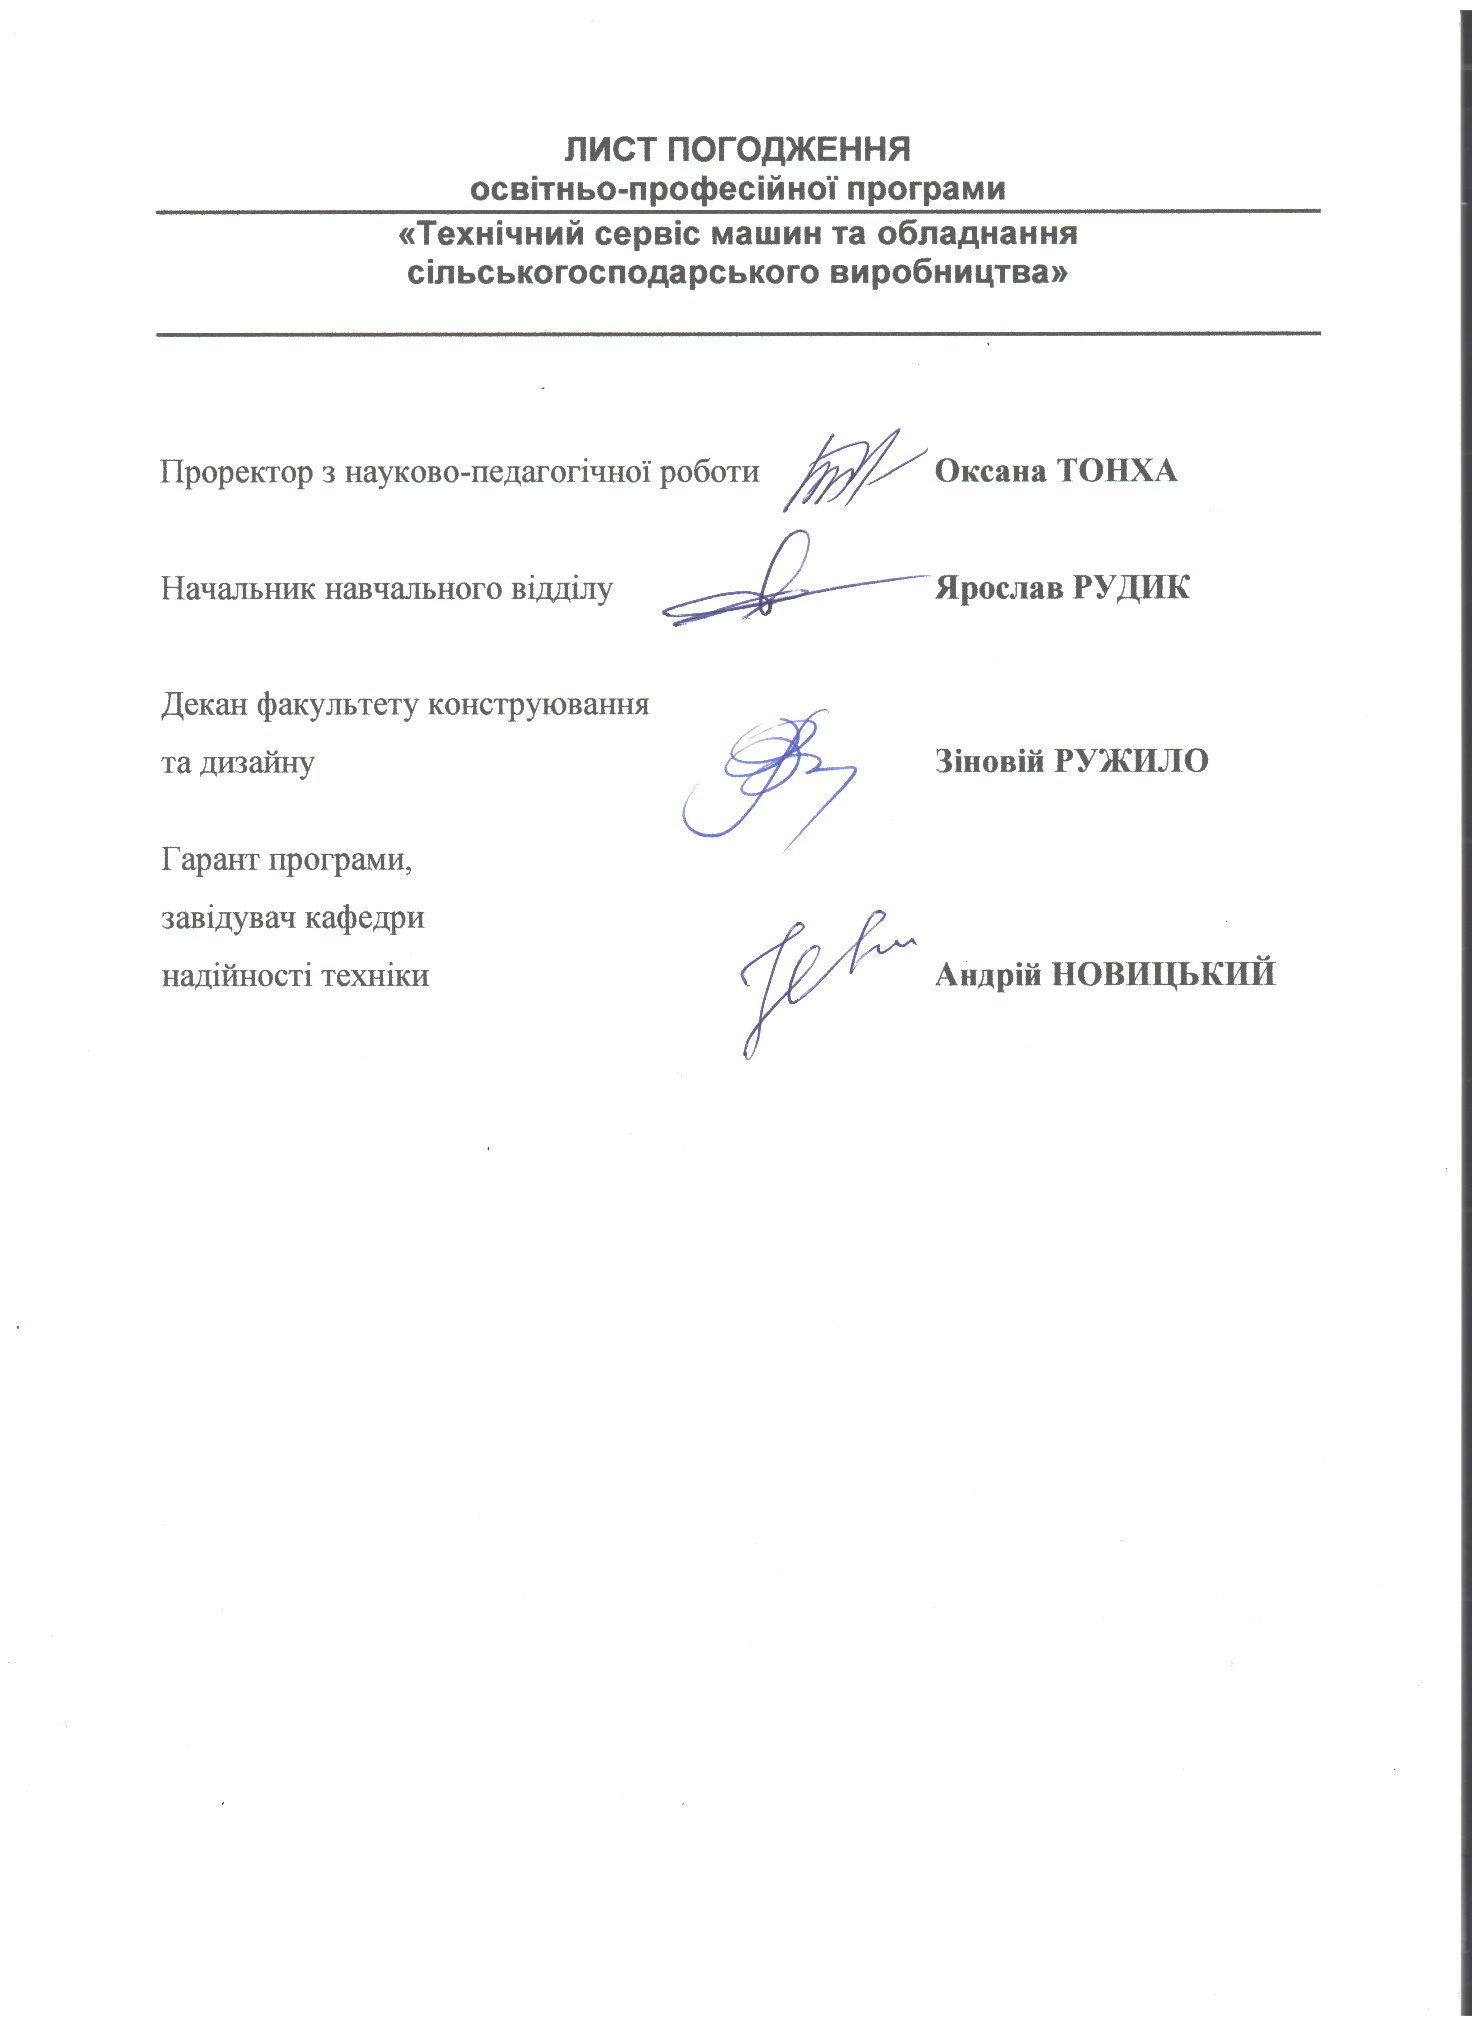 ЛИСТ ПОГОДЖЕННЯ
освітньо-професійної програми
«Технічний сервіс машин та обладнання
сільськогосподарського виробництва»
Проректор з науково-педагогічної роботи Оксана ТОНХА
Начальник навчального відділу Ярослав РУДИК
Декан факультету конструювання
та дизайну Зіновій РУЖИЛО
Гарант програми,
завідувач кафедри
надійності техніки Андрій НОВИЦЬКИЙ